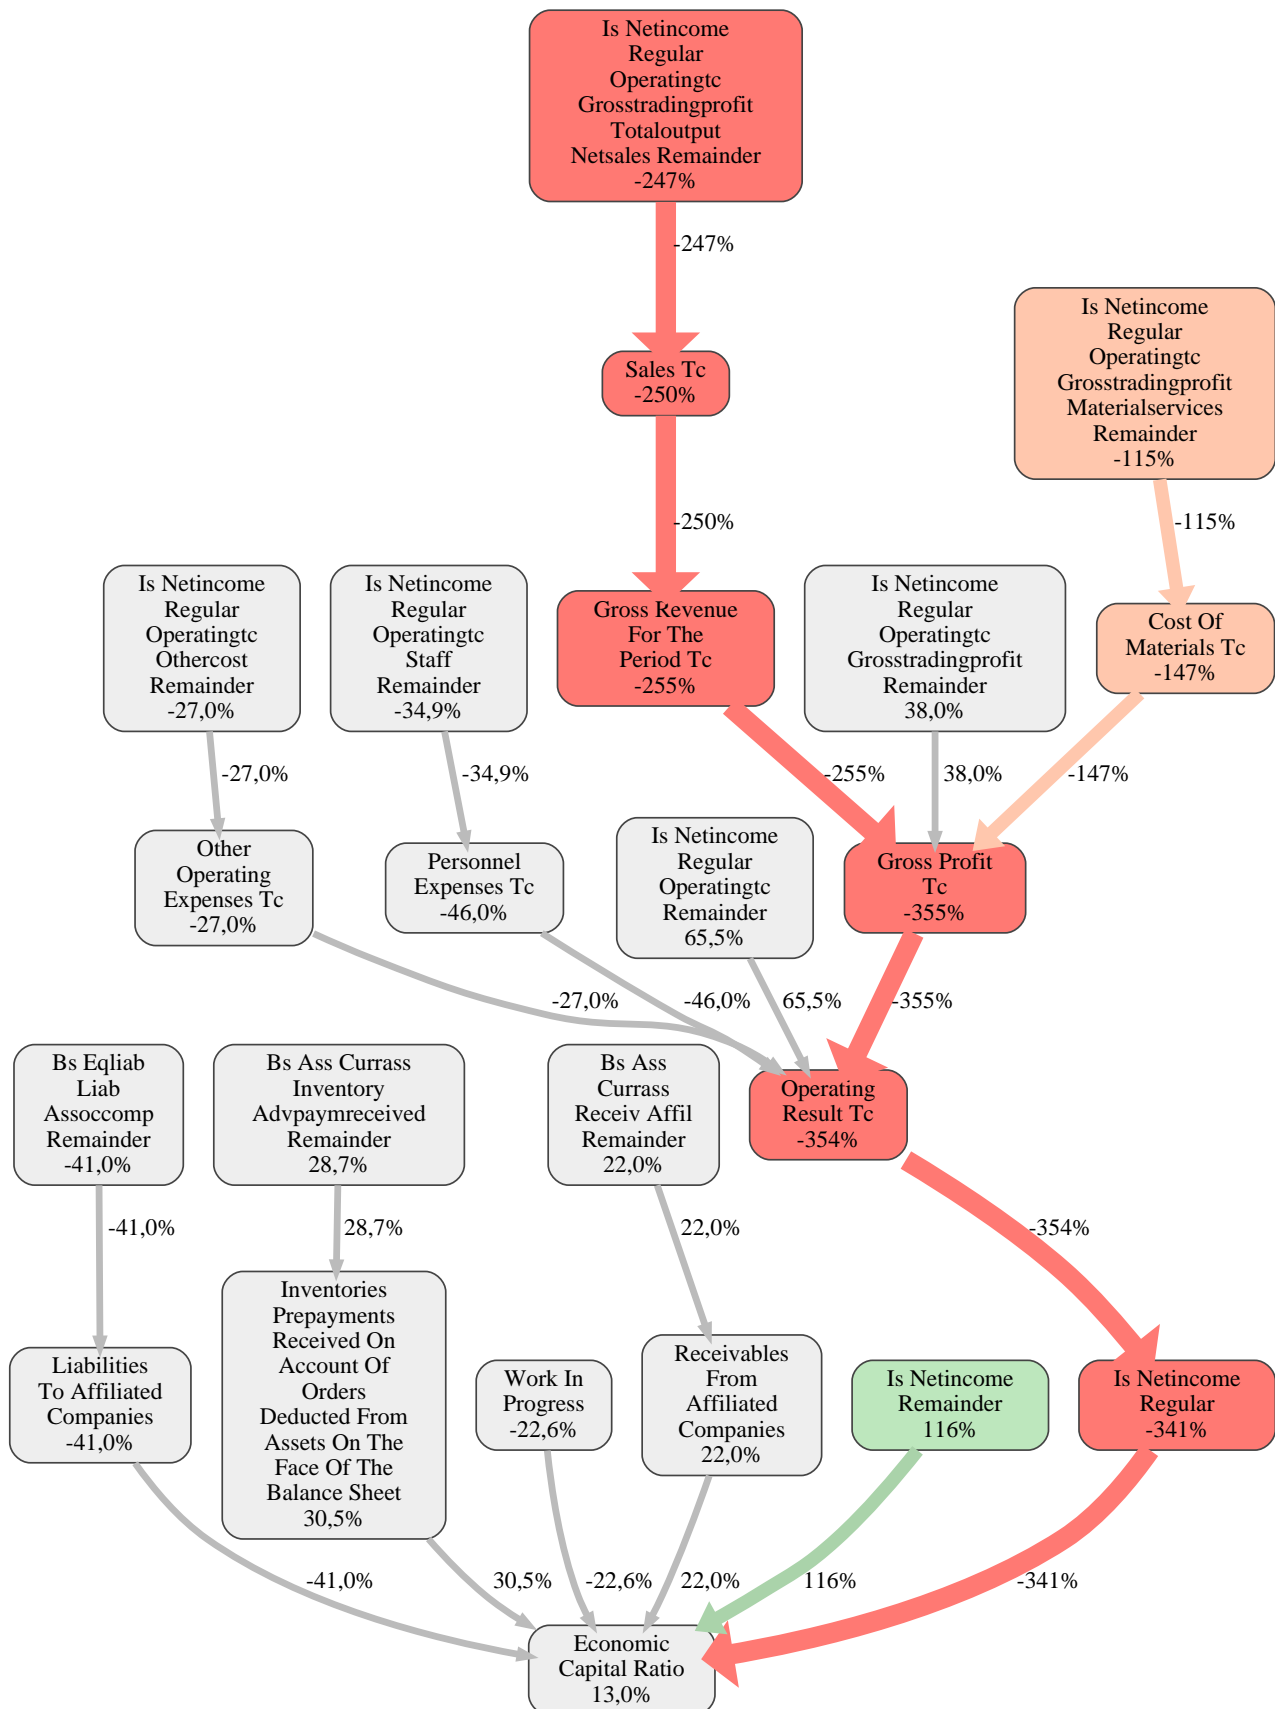 Is Netincome
Regular
Operatingtc
Grosstradingprofit
Totaloutput
Netsales Remainder
-247%
-247%
Is Netincome
Regular
Operatingtc
Grosstradingprofit
Materialservices
Remainder
-115%
Sales Tc
-250%
-250%
-115%
Is Netincome
Regular
Operatingtc
Othercost
Remainder
-27,0%
Is Netincome
Regular
Operatingtc
Staff
Remainder
-34,9%
Gross Revenue
For The
Period Tc
-255%
Is Netincome
Regular
Operatingtc
Grosstradingprofit
Remainder
38,0%
Cost Of
Materials Tc
-147%
-27,0%
-34,9%
-255%
38,0%
-147%
Other
Operating
Expenses Tc
-27,0%
Personnel
Expenses Tc
-46,0%
Is Netincome
Regular
Operatingtc
Remainder
65,5%
Gross Profit
Tc
-355%
-27,0%
-46,0%
65,5%
-355%
Bs Eqliab
Liab
Assoccomp
Remainder
-41,0%
Bs Ass Currass
Inventory
Advpaymreceived
Remainder
28,7%
Bs Ass
Currass
Receiv Affil
Remainder
22,0%
Operating
Result Tc
-354%
-41,0%
28,7%
22,0%
-354%
Liabilities
To Affiliated
Companies
-41,0%
Inventories
Prepayments
Received On
Account Of
Orders
Deducted From
Assets On The
Face Of The
Balance Sheet
30,5%
Work In
Progress
-22,6%
Receivables
From
Affiliated
Companies
22,0%
Is Netincome
Remainder
116%
Is Netincome
Regular
-341%
-41,0%
30,5%
-22,6%
22,0%
116%
-341%
Economic
Capital Ratio
13,0%